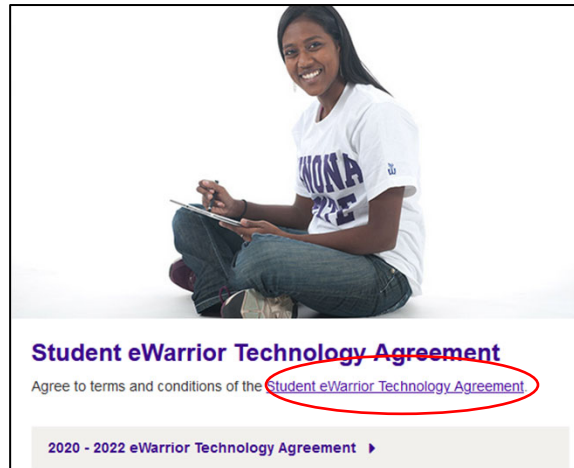 INONA
Student eWarrior Technology Agreement
Agree to terms and conditions of the Student eWarrior Technology Agreement.
2020 - 2022 eWarrior Technology Agreement